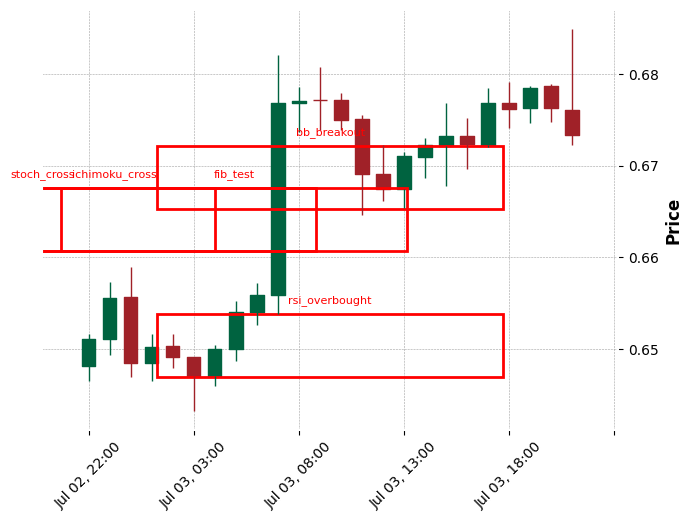 0.68
bb_breakout
0.67
stoch_cross ichimoku_cross fib_test
Price
0.66
rsi_overbought
0.65
Jul 02, 22:00 Jul 03, 03:00 Jul 03, 08:00 Jul 03, 13:00 Jul 03, 18:00